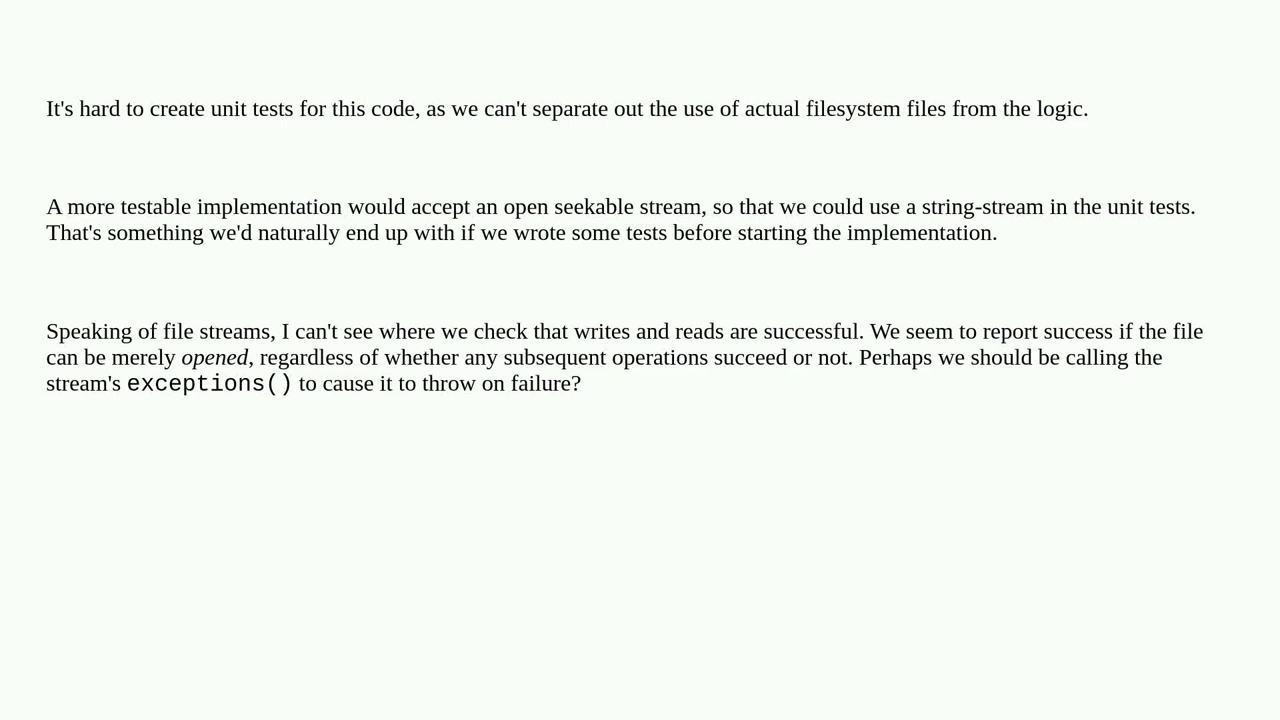 It's hard to create unit tests for this code, as we can't separate out the use of actual filesystem files from the logic.
A more testable implementation would accept an open seekable stream, so that we could use a string-stream in the unit tests.
That's something we'd naturally end up with if we wrote some tests before starting the implementation.
Speaking of file streams, I can't see where we check that writes and reads are successful. We seem to report success if the file
can be merely opened, regardless of whether any subsequent operations succeed or not. Perhaps we should be calling the
stream's exceptions() to cause it to throw on failure?